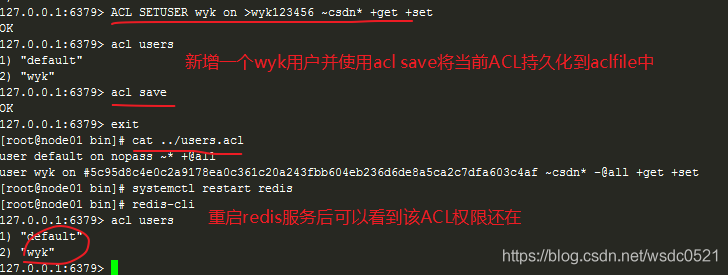 127.0.0.1:6379> ACL SETUSER wyk on >wyk123456 ~csdn* +get +set
OK
127.0.0.1:6379> acl users
1) "default"
2) "wyk"
新增一个wyk用户并使用acl save将当前ACL持久化到aclfile中
127.0.0.1:6379> acl save
OK
127.0.0.1:6379> exit
[root@node01 bin]# cat ../users.acl
user default on nopass ~* +@all
user wyk on #5c95d8c4e0c2a9178ea0c361c20a243fbb604eb236d6de8a5ca2c7dfa603c4af ~csdn* -@all +get +set
[root@node01 bin]# systemctl restart redis
[root@node01 bin]# redis-cli
127.0.0.1:6379> acl users
重启redis服务后可以看到该ACL权限还在
1) "default"
2) "wyk"
127.0.0.1:6379>
https://blog.csdn.net/wsdc0521